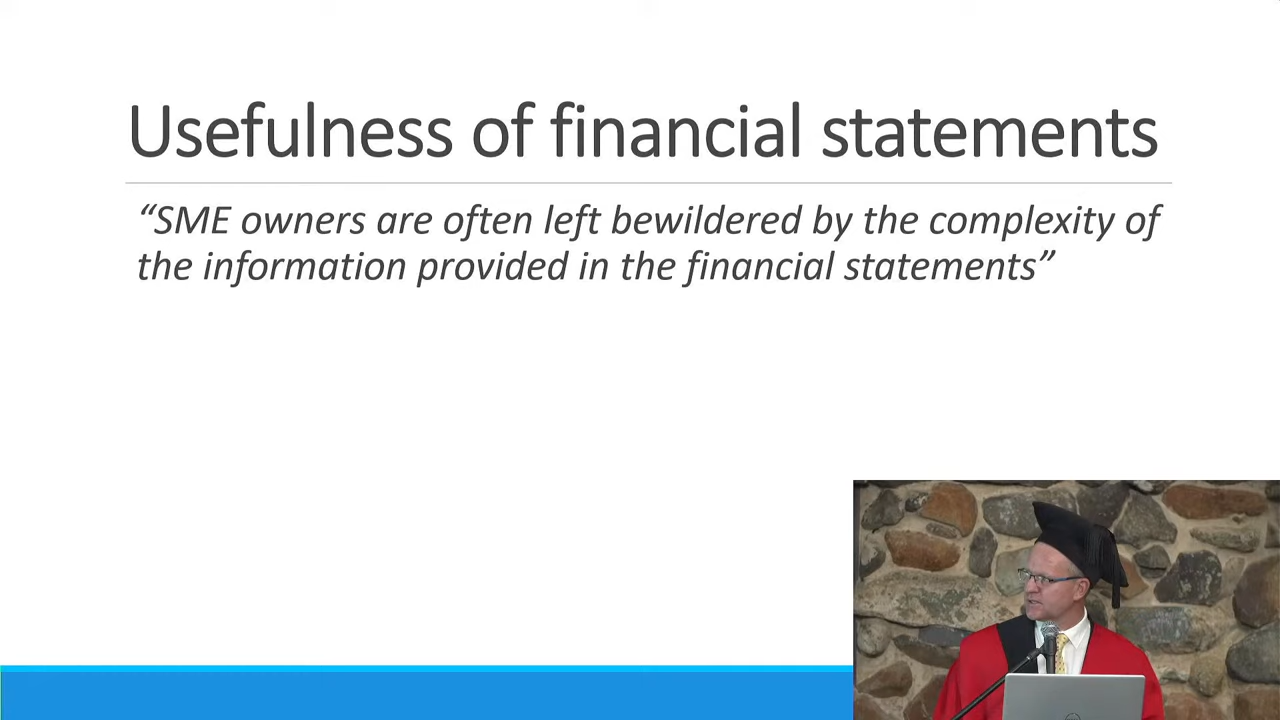 Usefulness of financial statements
“SME owners are often left bewildered by the complexity of
the information provided in the financial statements”